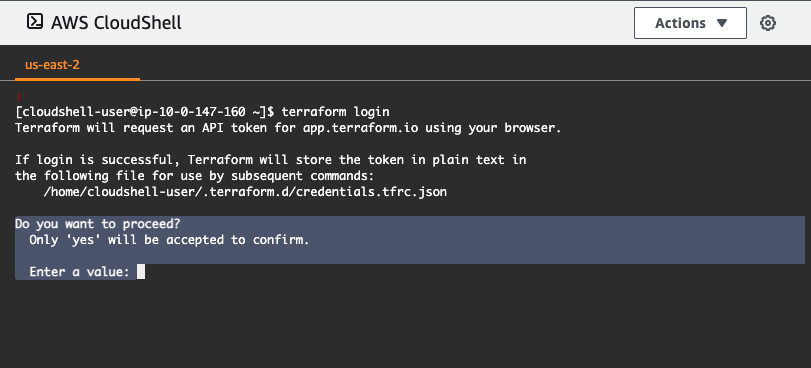 AWS CloudShell
Actions
us-east-2
[cloudshell-user@ip-10-0-147-160 ~]$ terraform login
Terraform will request an API token for app.terraform.io using your browser.
If login is successful, Terraform will store the token in plain text in
the following file for use by subsequent commands:
/home/cloudshell-user/.terraform.d/credentials.tfrc.json
Do you want to proceed?
Only 'yes' will be accepted to confirm.
Enter a value: